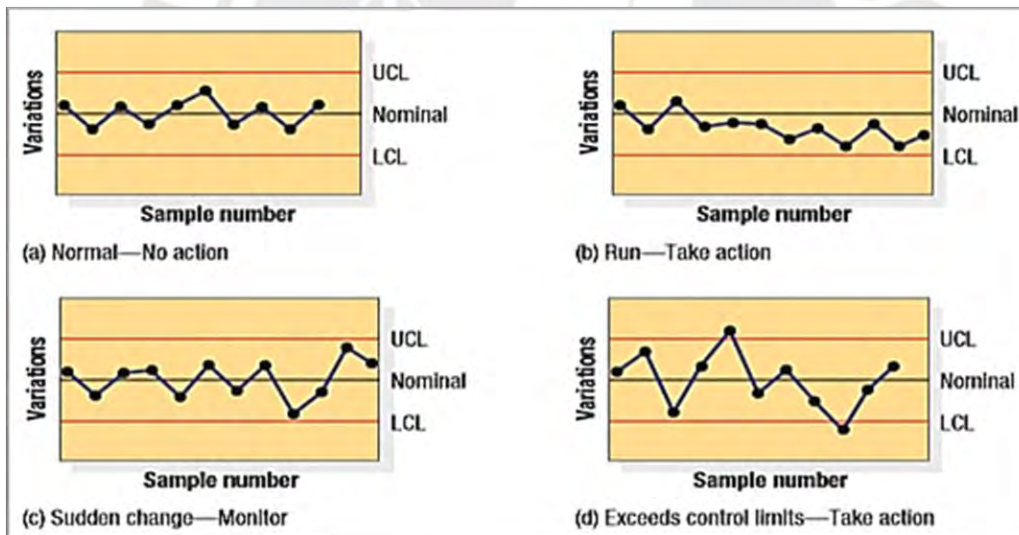 UCL
Nominal
LCL
Variations
Sample number
(a) Normal—No action
UCL
Nominal
LCL
Variations
Sample number
(b) Run—Take action
UCL
Nominal
LCL
Variations
Sample number
(c) Sudden change—Monitor
UCL
Nominal
LCL
Variations
Sample number
(d) Exceeds control limits—Take action